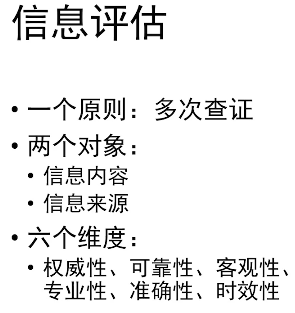 信息评估
• 一个原则：多次查证
• 两个对象：
• 信息内容
• 信息来源
• 六个维度：
• 权威性、可靠性、客观性、
专业性、准确性、时效性